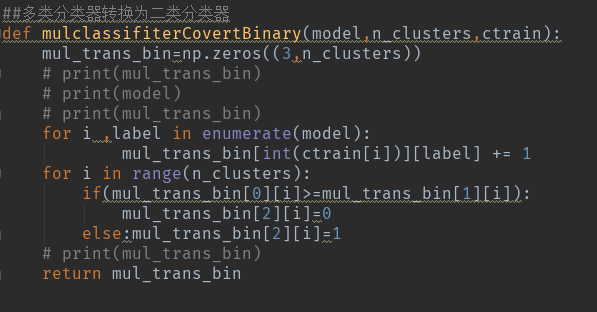 ##多类分类器转换为二类分类器
def mulclassifiterCovertBinary(model,n_clusters,ctrain):
    mul_trans_bin=np.zeros((3,n_clusters))
    # print(mul_trans_bin)
    # print(model)
    # print(mul_trans_bin)
    for i ,label in enumerate(model):
            mul_trans_bin[int(ctrain[i])][label] += 1
    for i in range(n_clusters):
        if(mul_trans_bin[0][i]>=mul_trans_bin[1][i]):
            mul_trans_bin[2][i]=0
        else:mul_trans_bin[2][i]=1
    # print(mul_trans_bin)
    return mul_trans_bin